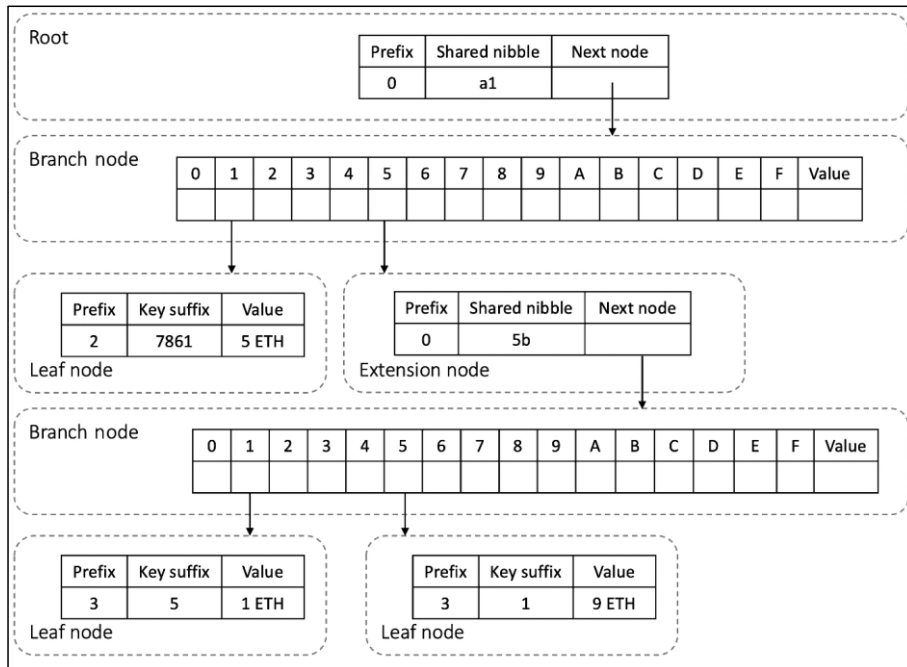 Root
Prefix Shared nibble Next node
0 a1
Branch node
0 1 2 3 4 5 6 7 8 9 A B C D E F Value
Prefix Key suffix Value
2 7861 5 ETH
Leaf node
Prefix Shared nibble Next node
0 5b
Extension node
Branch node
0 1 2 3 4 5 6 7 8 9 A B C D E F Value
Prefix Key suffix Value
3 5 1 ETH
Leaf node
Prefix Key suffix Value
3 1 9 ETH
Leaf node